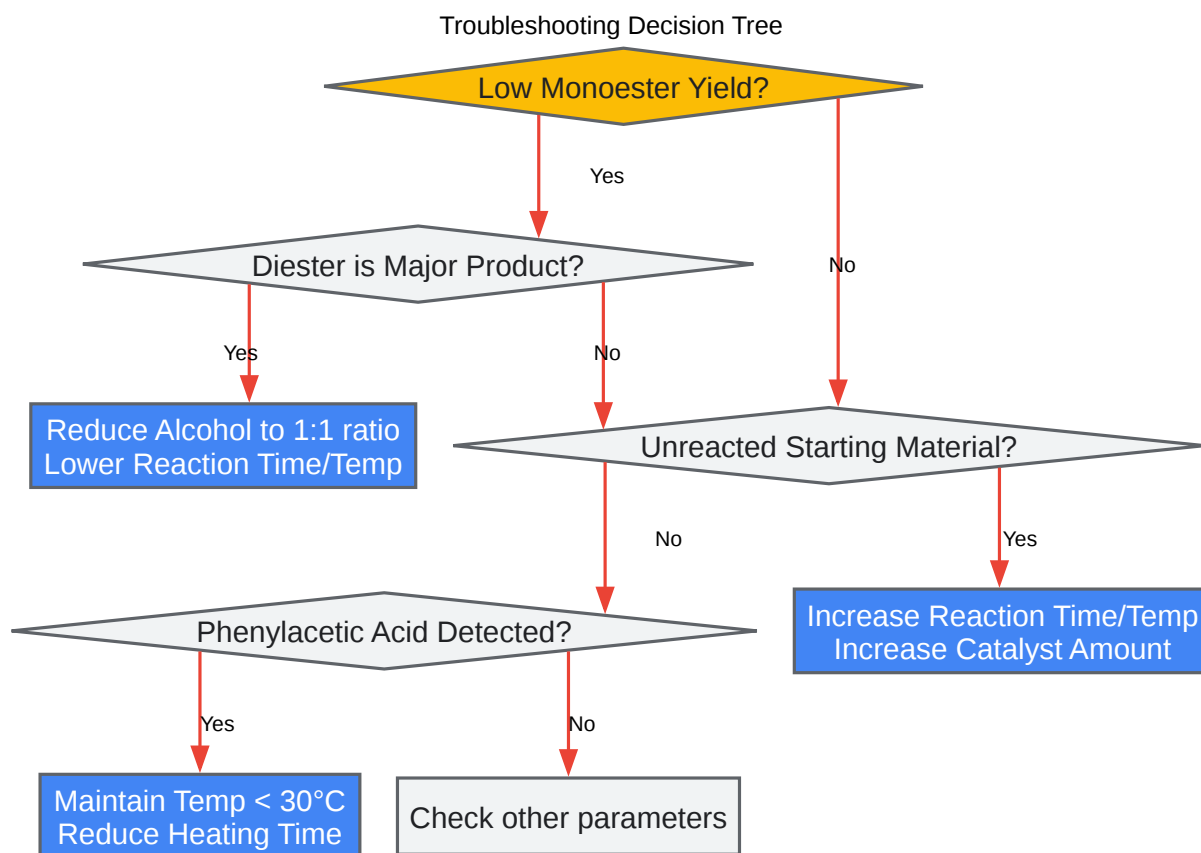 Troubleshooting Decision Tree
Low Monoester Yield?
Yes
Diester is Major Product?
No
Yes
No
Reduce Alcohol to 1:1 ratio
Lower Reaction Time/Temp
Unreacted Starting Material?
No
Yes
Increase Reaction Time/Temp
Increase Catalyst Amount
Phenylacetic Acid Detected?
Yes
No
Maintain Temp < 30°C
Reduce Heating Time
Check other parameters